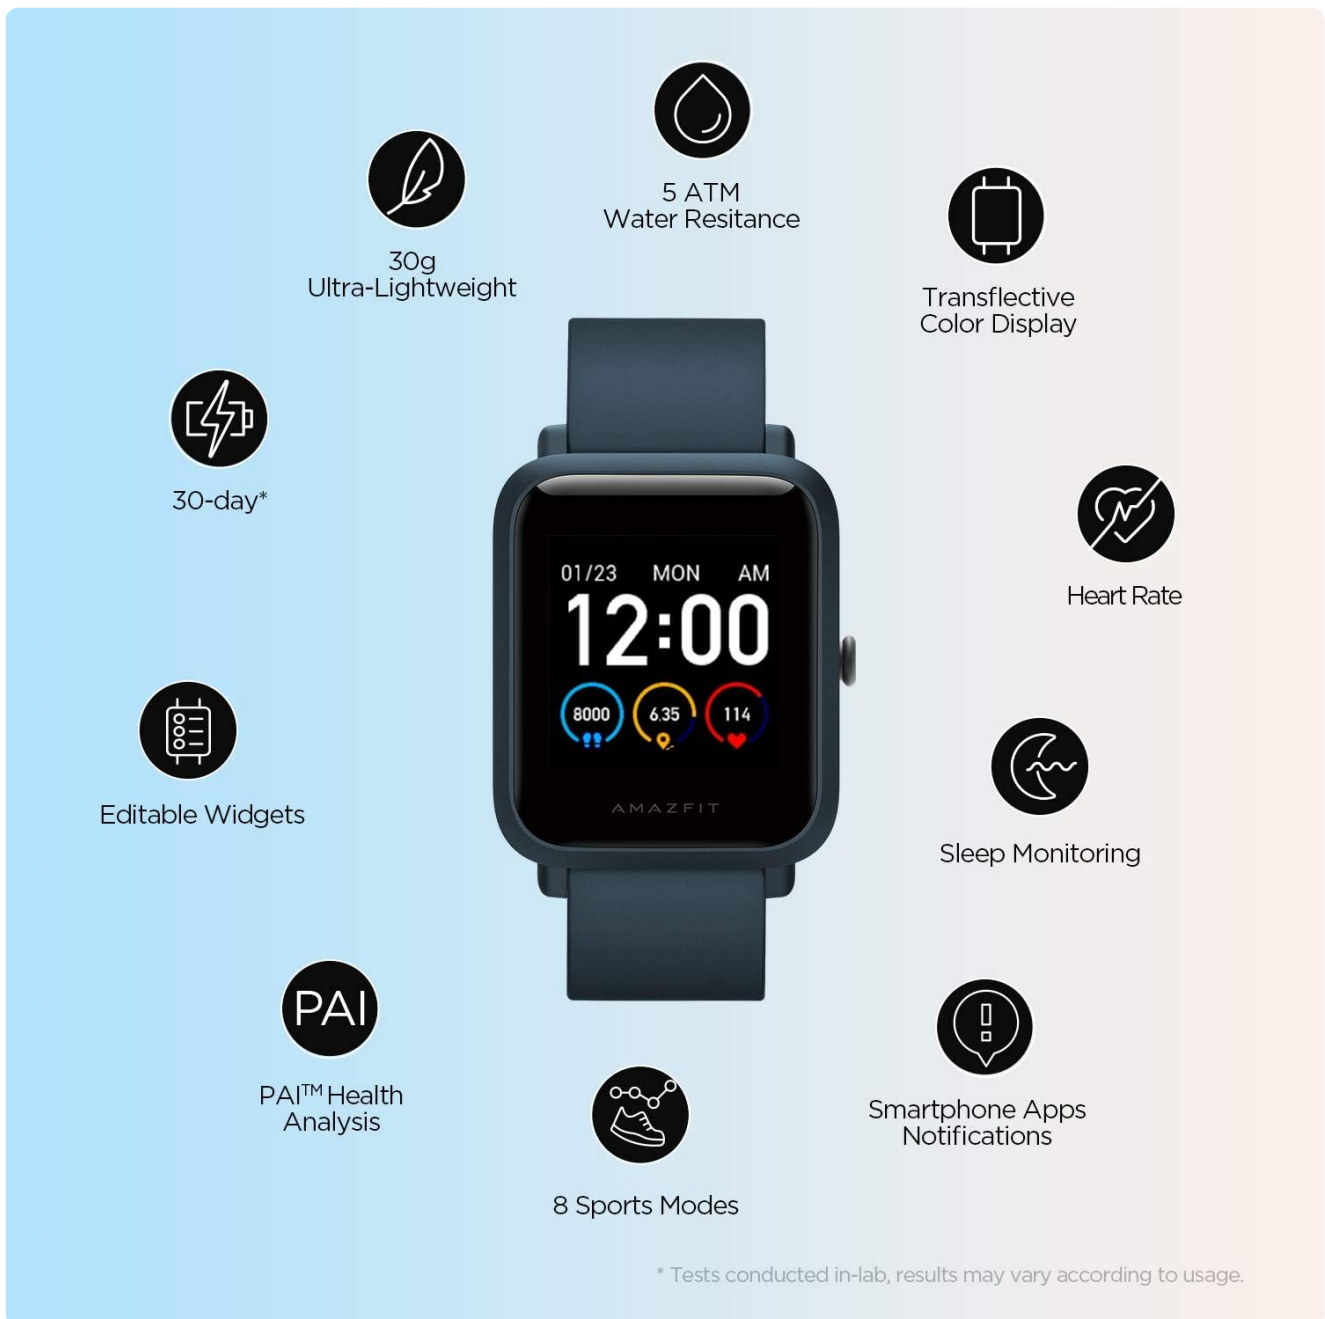 5 ATM
Water Resitance
30g
Ultra-Lightweight
Transflective
Color Display
30-day*
Heart Rate
01/23 MON AM
12:00
8000 6.35 114
AMAZFIT
Editable Widgets
Sleep Monitoring
PAI
PAI™ Health
Analysis
Smartphone Apps
Notifications
8 Sports Modes
* Tests conducted in-lab, results may vary according to usage.